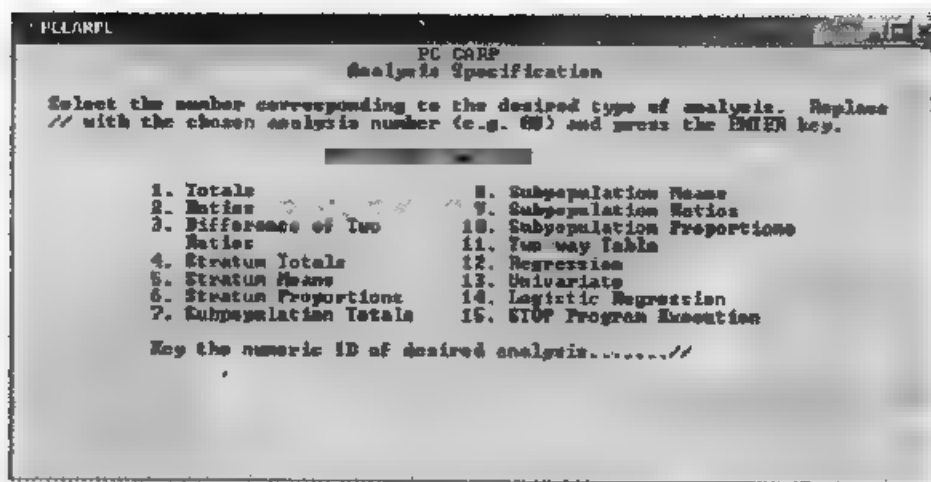 PC CARP
Analysis Specification
Select the number corresponding to the desired type of analysis. Replace
// with the chosen analysis number (e.g. 00) and press the ENTER key.
1. Totals
2. Ratios
3. Difference of Two
Ratios
4. Stratum Totals
5. Stratum Means
6. Stratum Proportions
7. Subpopulation Totals
8. Subpopulation Means
9. Subpopulation Ratios
10. Subpopulation Proportions
11. Two way Table
12. Regression
13. Univariate
14. Logistic Regression
15. STOP Program Execution
Key the numeric ID of desired analysis.......//